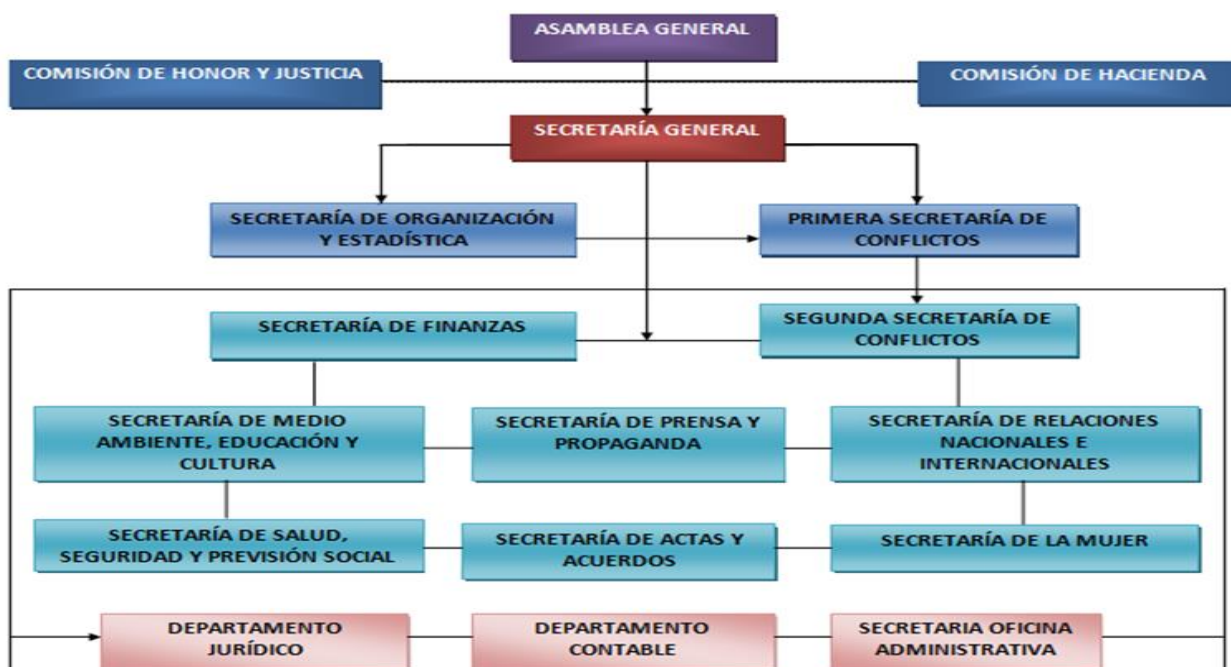 ASAMBLEA GENERAL
COMISIÓN DE HONOR Y JUSTICIA
COMISIÓN DE HACIENDA
SECRETARÍA GENERAL
SECRETARÍA DE ORGANIZACIÓN
Y ESTADÍSTICA
PRIMERA SECRETARÍA DE
CONFLICTOS
SECRETARÍA DE FINANZAS
SEGUNDA SECRETARÍA DE
CONFLICTOS
SECRETARÍA DE MEDIO
AMBIENTE, EDUCACIÓN Y
CULTURA
SECRETARÍA DE PRENSA Y
PROPAGANDA
SECRETARÍA DE RELACIONES
NACIONALES E
INTERNACIONALES
SECRETARÍA DE SALUD,
SEGURIDAD Y PREVISIÓN SOCIAL
SECRETARÍA DE ACTAS Y
ACUERDOS
SECRETARÍA DE LA MUJER
DEPARTAMENTO
JURÍDICO
DEPARTAMENTO
CONTABLE
SECRETARIA OFICINA
ADMINISTRATIVA